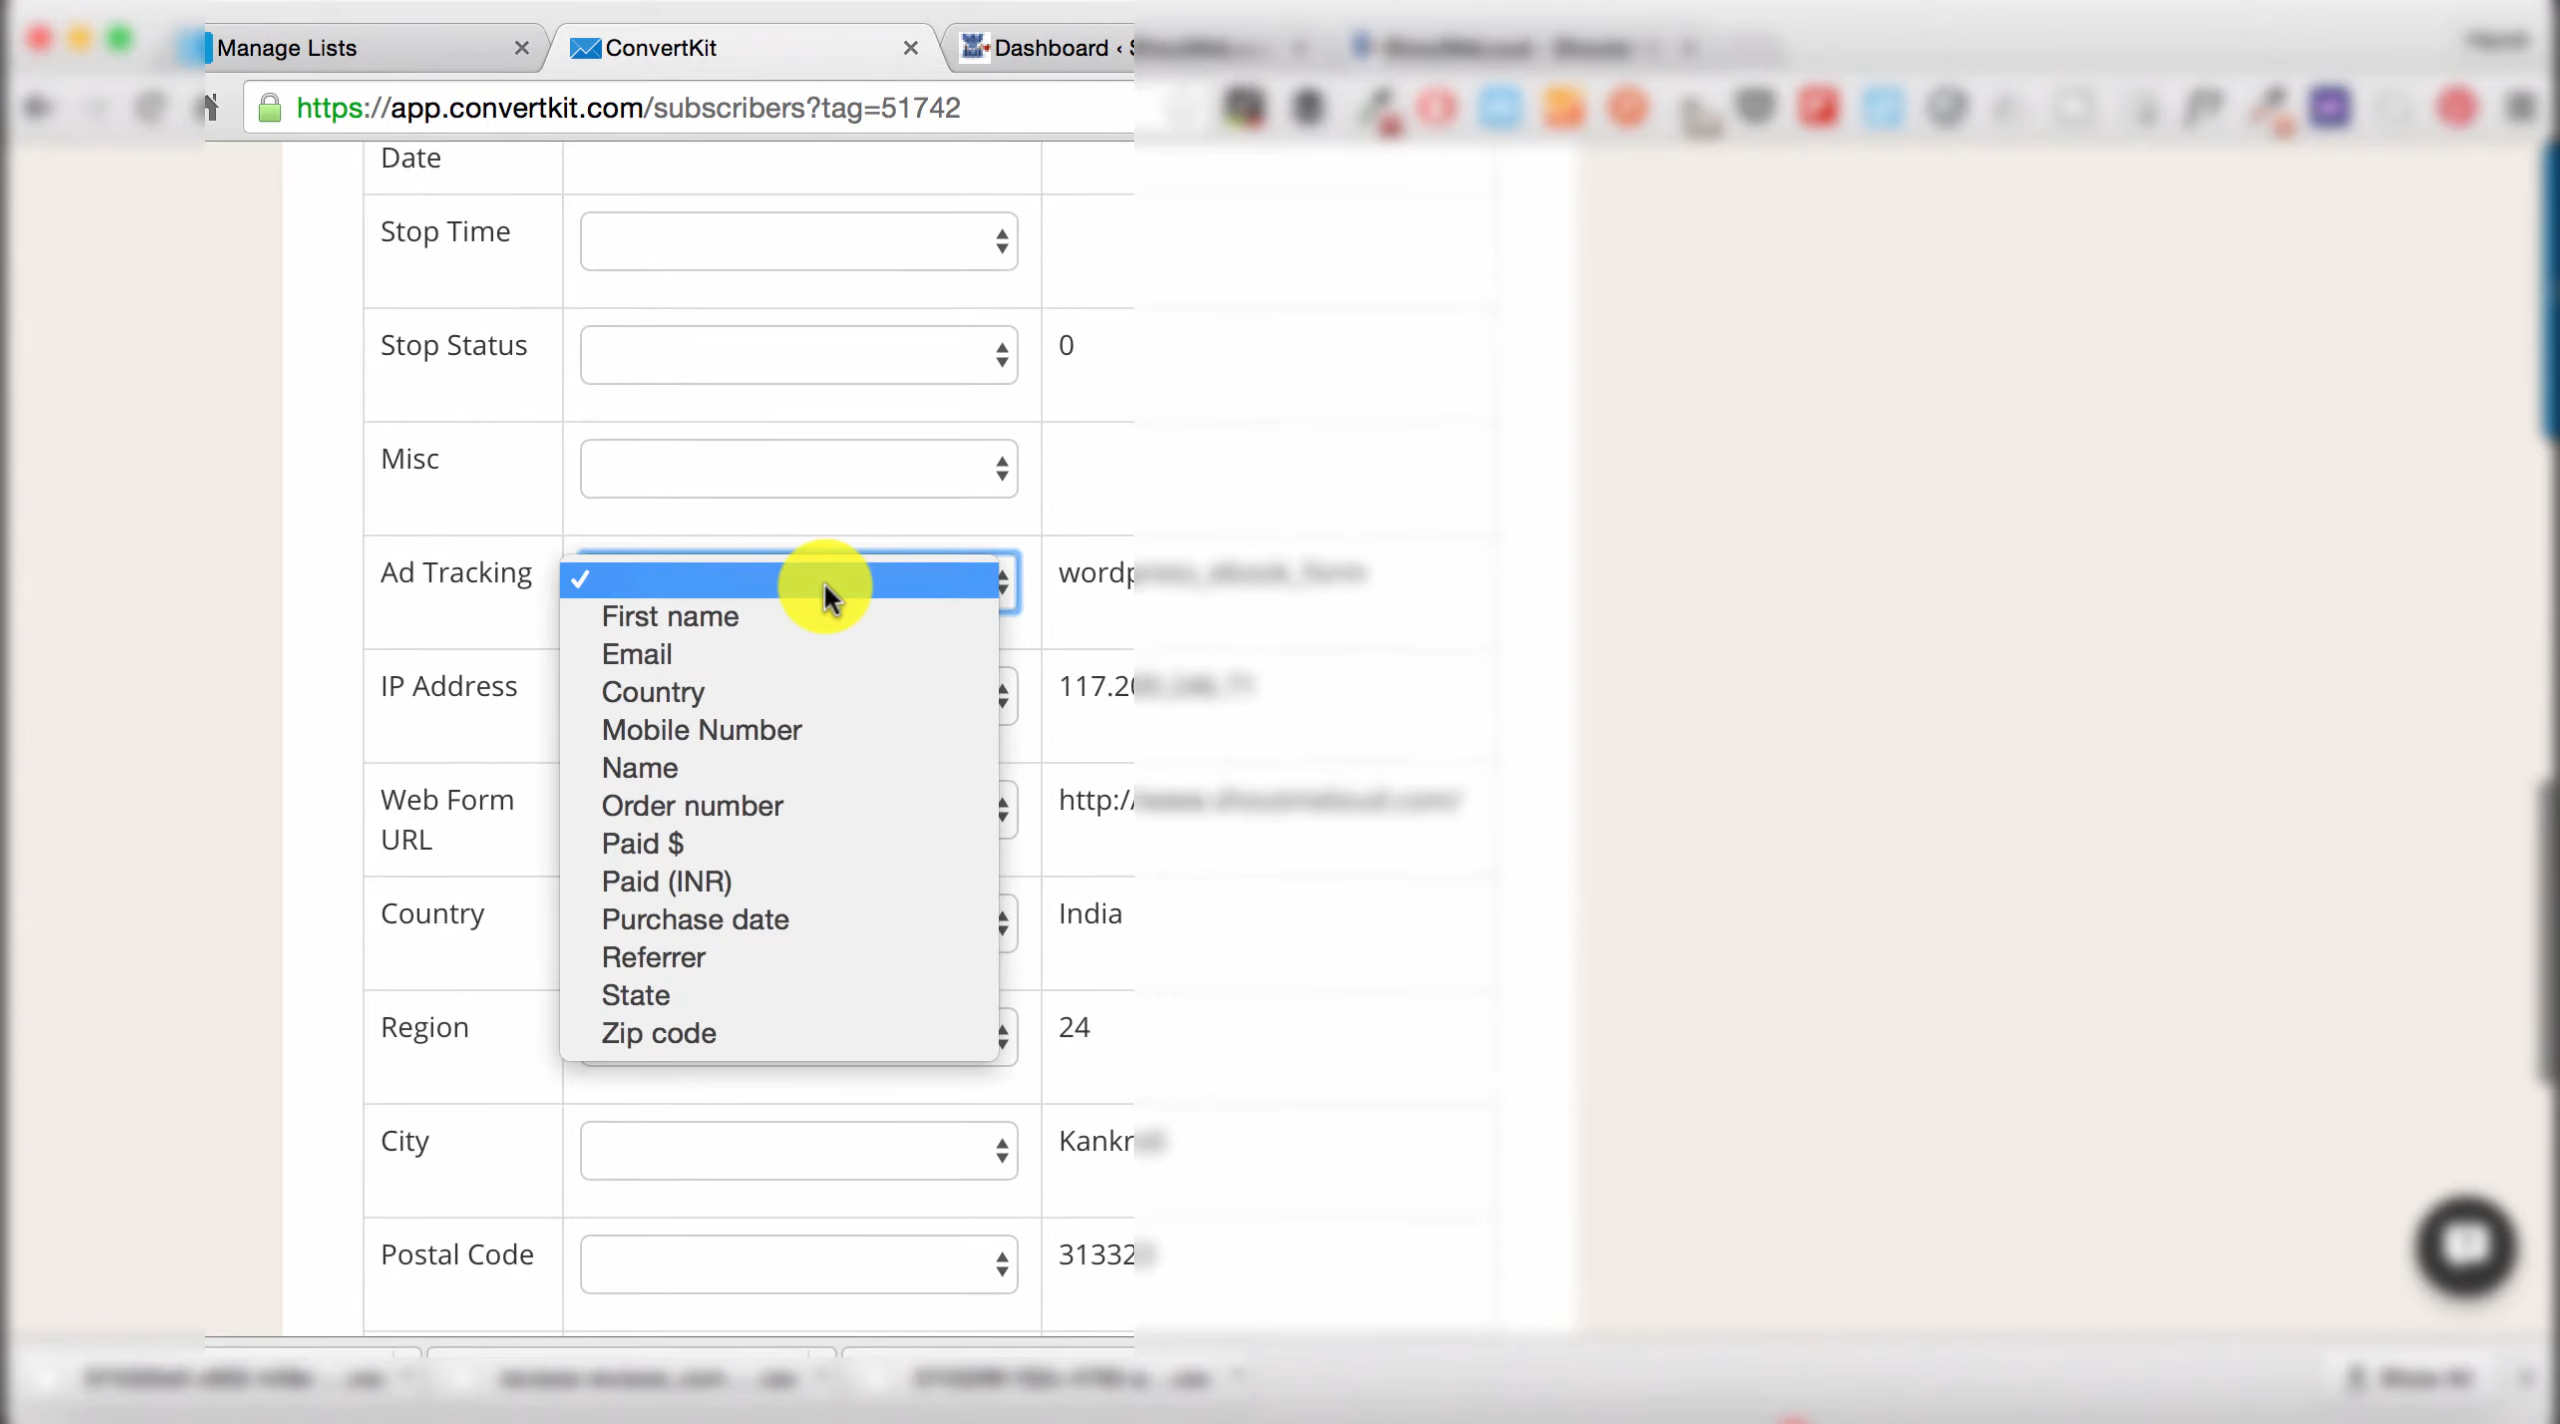 Manage Lists
ConvertKit
Dashboard ‹ S
https://app.convertkit.com/subscribers?tag=51742
Date
Stop Time
Stop Status
0
Misc
Ad Tracking
✓
First name
Email
Country
Mobile Number
Name
Order number
Paid $
Paid (INR)
Purchase date
Referrer
State
Zip code
IP Address
Web Form
URL
http://
Country
India
Region
24
City
Postal Code